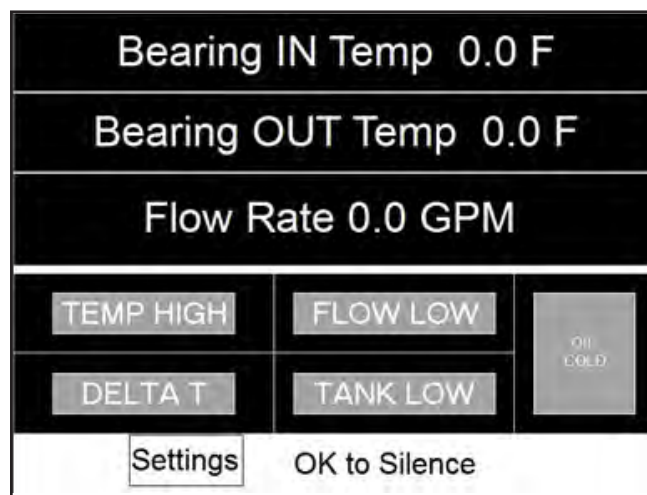 Bearing IN Temp 0.0 F
Bearing OUT Temp 0.0 F
Flow Rate 0.0 GPM
TEMP HIGH
FLOW LOW
OIL
COLD
DELTA T
TANK LOW
Settings
OK to Silence